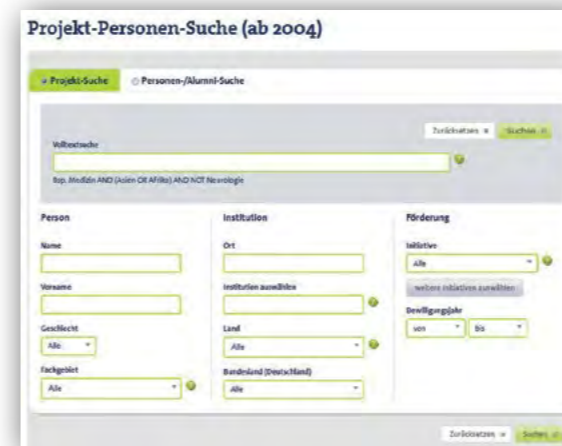 Projekt-Personen-Suche (ab 2004)
Projekt-Suche Personen-/Alumni-Suche
Zurücksetzen Suchen
Volltextsuche
Bsp. Medizin AND (Asien OR Afrika) AND NOT Neurologie
Person
Name
Vorname
Geschlecht
Alle
Fachgebiet
Alle
Institution
Ort
Institution auswählen
Land
Alle
Bundesland (Deutschland)
Alle
Förderung
Initiative
Alle
weitere Initiativen auswählen
Bewilligungsjahr
von bis
Zurücksetzen Suchen